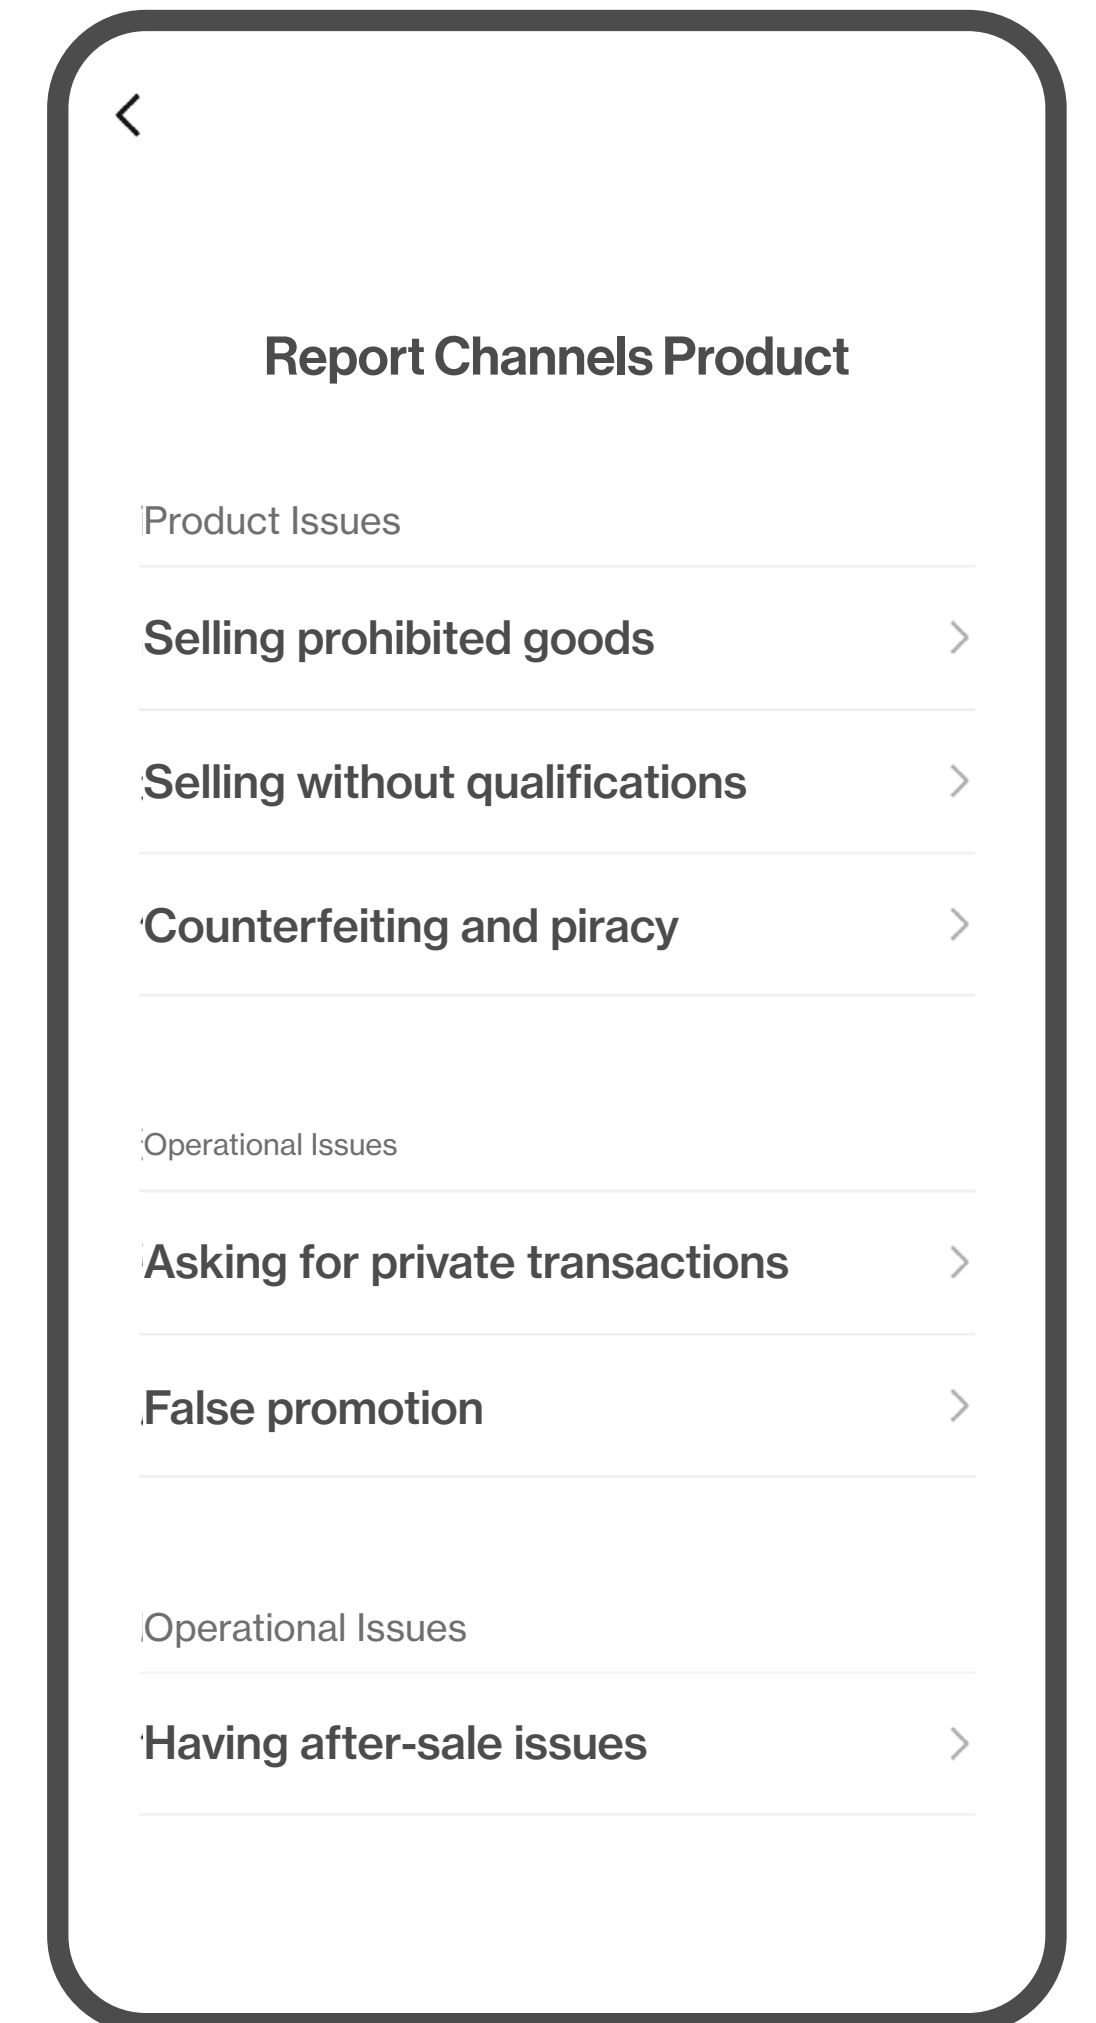 Report Channels Product
Product Issues
Selling prohibited goods
Selling without qualifications
Counterfeiting and piracy
Operational Issues
Asking for private transactions
False promotion
Operational Issues
Having after-sale issues